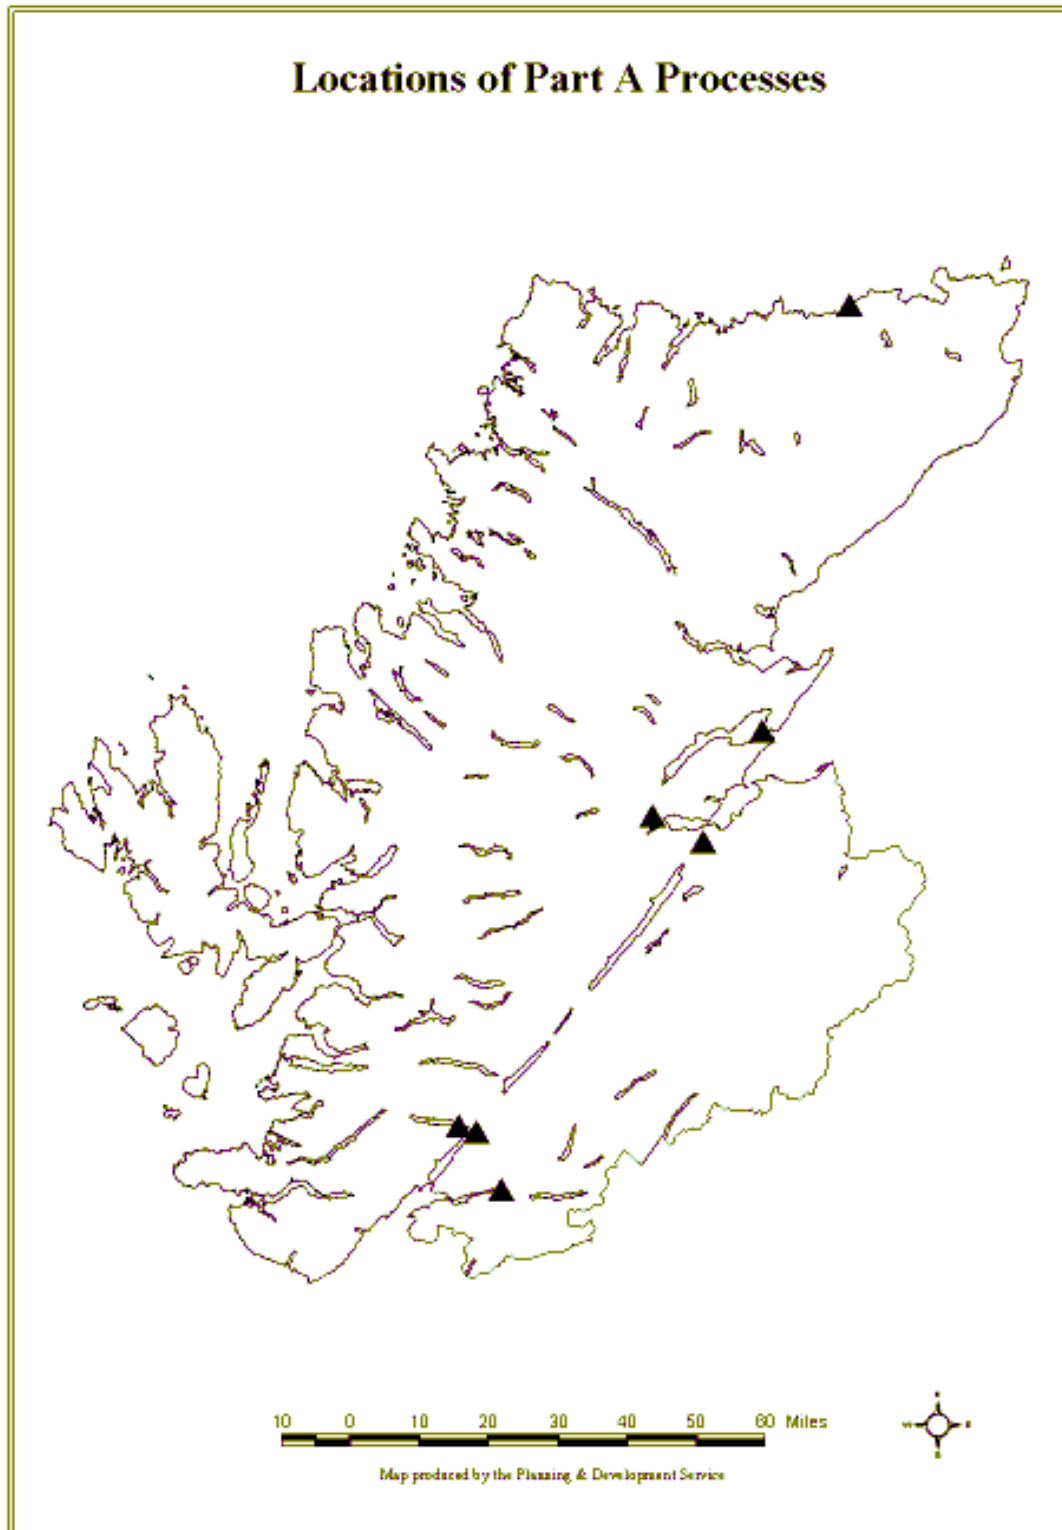 Locations of Part A Processes
10 0 10 20 30 40 50 60 Miles
Map produced by the Planning & Development Service